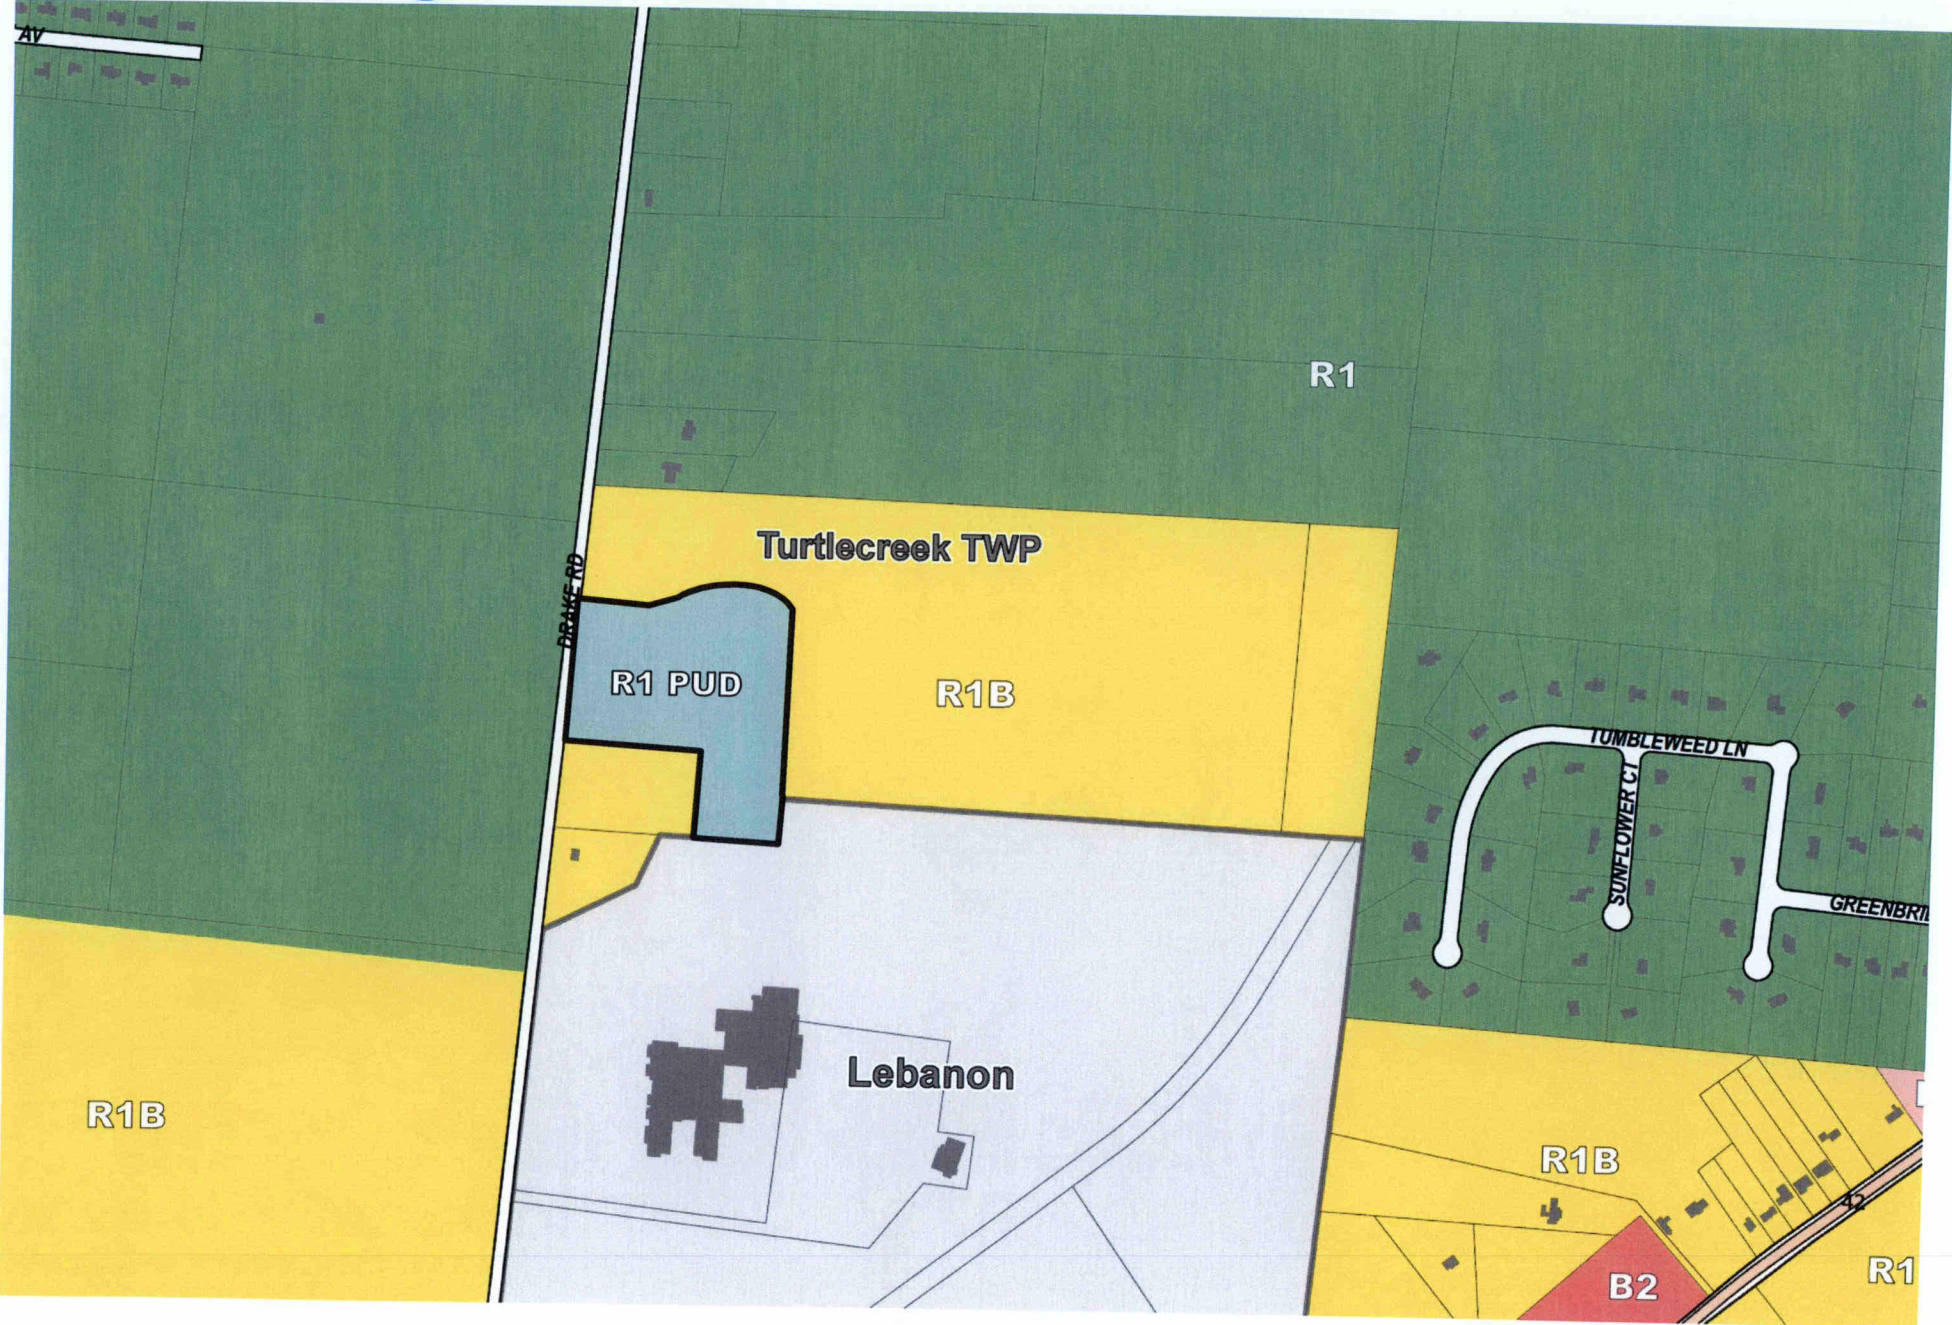 AV
R1
Turtlecreek TWP
DRAKE RD
R1 PUD
R1B
TUMBLEWEED LN
SUNFLOWER CT
GREENBRI
Lebanon
R1B
R1B
42
R1
B2